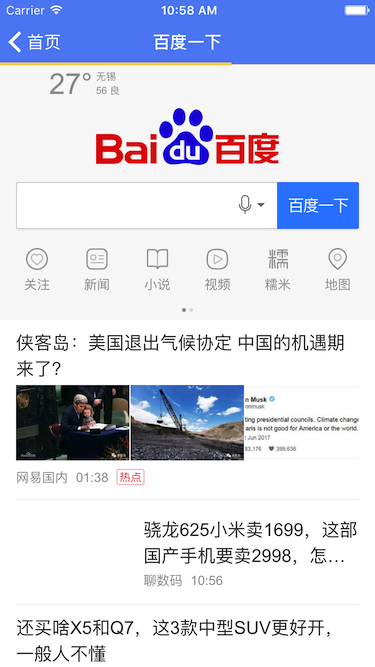 Carrier 10:58 AM
首页 百度一下
27° 无锡
56 良
Bai du 百度
百度一下
关注 新闻 小说 视频 糯 糯米 地图
侠客岛：美国退出气候协定 中国的机遇期
来了?
n Musk
onmusk
ting presidential councils. Climate change
aris is not good for America or the world.
Jun 2017
3,176 399,636
网易国内 01:38 热点
骁龙625小米卖1699，这部
国产手机要卖2998，怎...
聊数码 10:56
还买啥X5和Q7，这3款中型SUV更好开，
一般人不懂